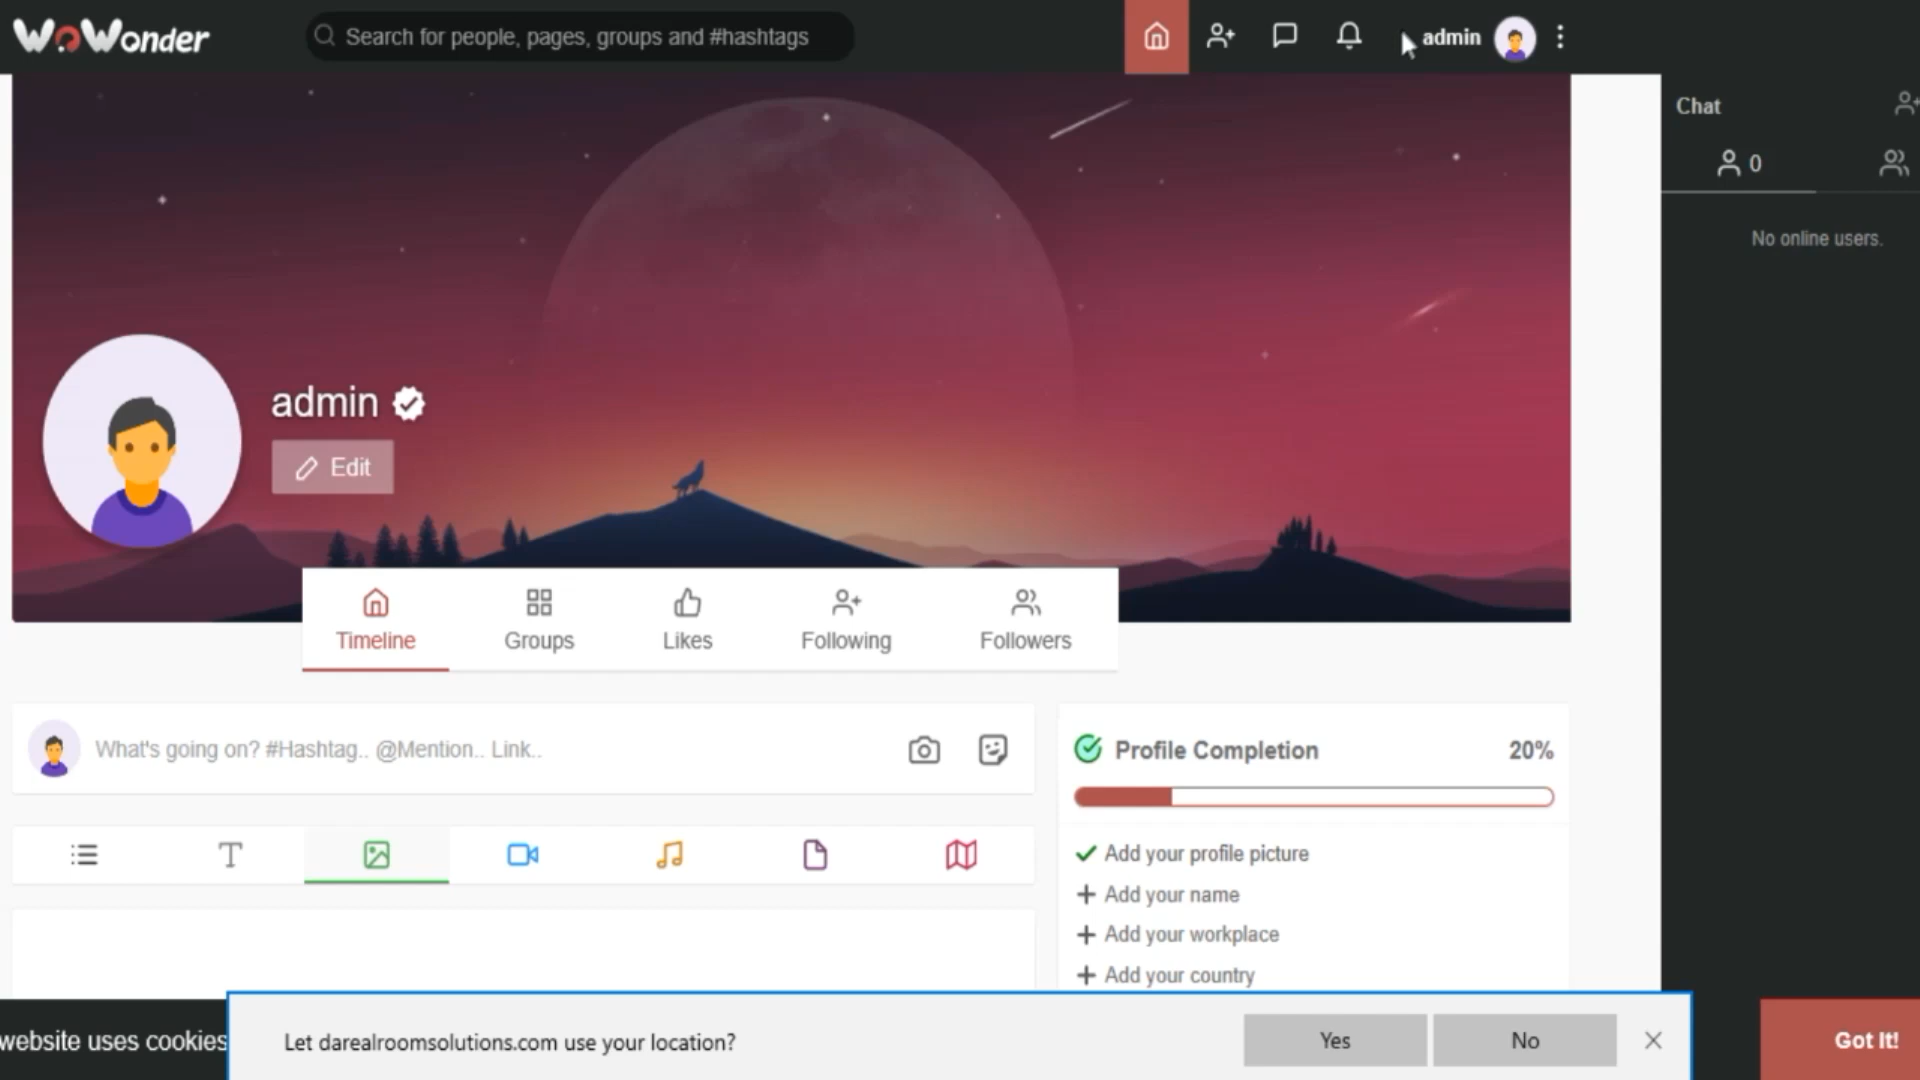 WoWonder
Search for people, pages, groups and #hashtags
admin
Chat
0
No online users.
admin
Edit
Timeline
Groups
Likes
Following
Followers
What's going on? #Hashtag.. @Mention.. Link..
Profile Completion
20%
Add your profile picture
Add your name
Add your workplace
Add your country
website uses cookies
Let darealroomsolutions.com use your location?
Yes
No
Got It!